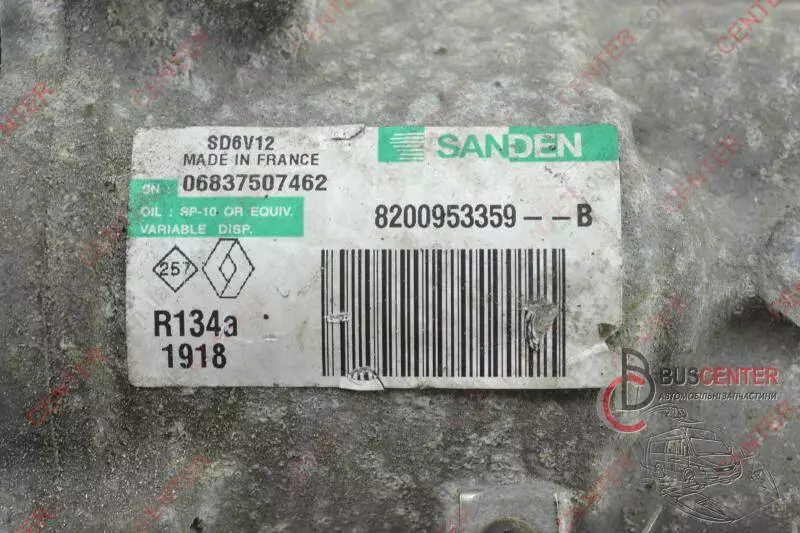 SD6V12
MADE IN FRANCE
SANDEN
SN 06837507462
OIL : SP-10 OR EQUIV.
VARIABLE DISP.
8200953359--B
257
R134a
1918
BUSCENTER
АВТОМОБІЛЬНІ ЗАПЧАСТИНИ